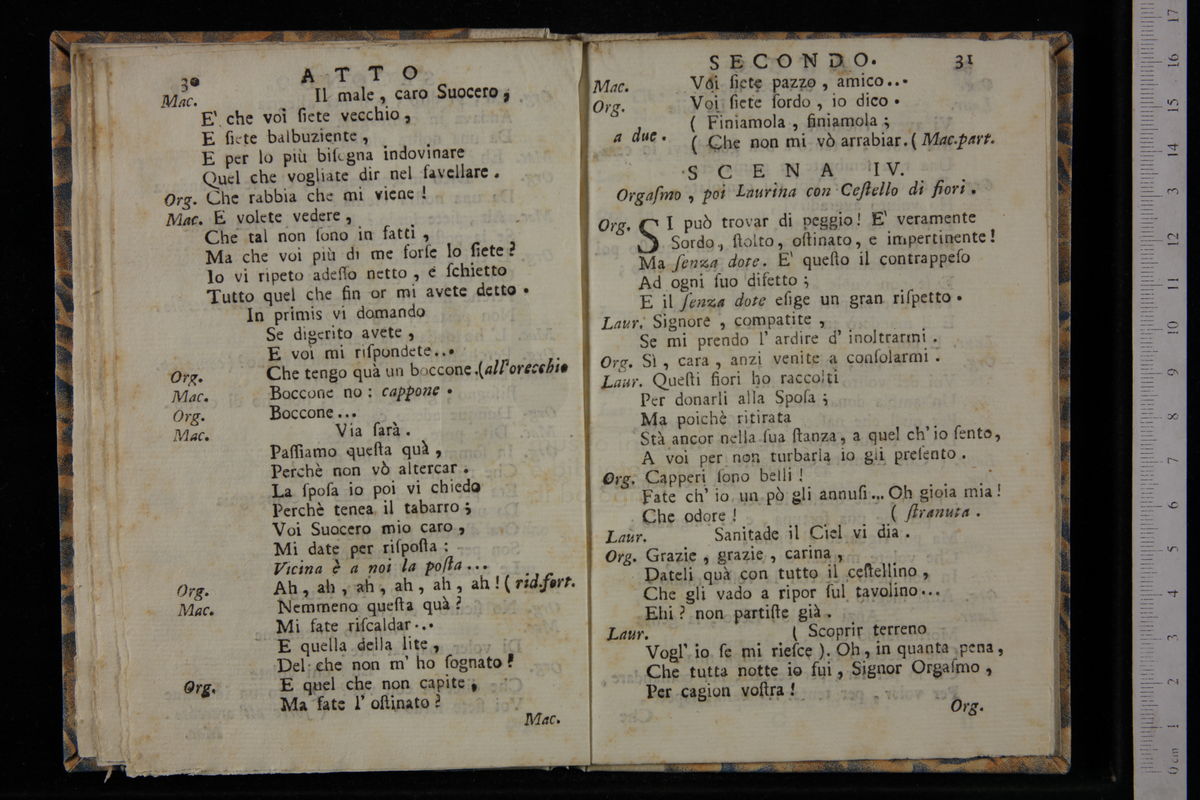 30
ATTO
Mac. Il male, caro Suocero,
E' che voi ſiete vecchio,
E ſiete balbuziente,
E per lo più biſogna indovinare
Quel che vogliate dir nel favellare.
Org. Che rabbia che mi viene!
Mac. E volete vedere,
Che tal non ſono in fatti,
Ma che voi più di me forſe lo ſiete?
Io vi ripeto adeſſo netto, e ſchietto
Tutto quel che fin or mi avete detto.
In primis vi domando
Se digerito avete,
E voi mi riſpondete...
Org. Che tengo quà un boccone.(all'orecchio
Mac. Boccone no: cappone.
Org. Boccone...
Mac. Via ſarà.
Paſſiamo queſta quà,
Perchè non vò altercar.
La ſpoſa io poi vi chiedo
Perchè tenea il tabarro;
Voi Suocero mio caro,
Mi date per riſpoſta:
Vicina è a noi la poſta...
Org. Ah, ah, ah, ah, ah, ah! (rid.fort.
Mac. Nemmeno queſta quà?
Mi fate riſcaldar...
E quella della lite,
Del che non m' ho ſognato!
Org. E quel che non capite,
Ma fate l' oſtinato?
Mac.
SECONDO.
31
Mac. Voi ſiete pazzo, amico...
Org. Voi ſiete ſordo, io dico.
a due. ( Finiamola, finiamola;
( Che non mi vò arrabiar. (Mac.part.
SCENA IV.
Orgaſmo, poi Laurina con Ceſtello di fiori.
Org. SI può trovar di peggio! E' veramente
Sordo, ſtolto, oſtinato, e impertinente!
Ma ſenza dote. E' queſto il contrappeſo
Ad ogni ſuo difetto;
E il ſenza dote eſige un gran riſpetto.
Laur. Signore, compatite,
Se mi prendo l' ardire d' inoltrarmi.
Org. Sì, cara, anzi venite a conſolarmi.
Laur. Queſti fiori ho raccolti
Per donarli alla Spoſa;
Ma poichè ritirata
Stà ancor nella ſua ſtanza, a quel ch' io ſento,
A voi per non turbarla io gli preſento.
Org. Capperi ſono belli!
Fate ch' io un pò gli annuſi... Oh gioia mia!
Che odore! ( ſtranuta.
Laur. Sanitade il Ciel vi dia.
Org. Grazie, grazie, carina,
Dateli quà con tutto il ceſtellino,
Che gli vado a ripor ſul tavolino...
Ehi? non partiſte già.
Laur. ( Scoprir terreno
Vogl' io ſe mi rieſce ). Oh, in quanta pena,
Che tutta notte io fui, Signor Orgaſmo,
Per cagion voſtra!
Org.